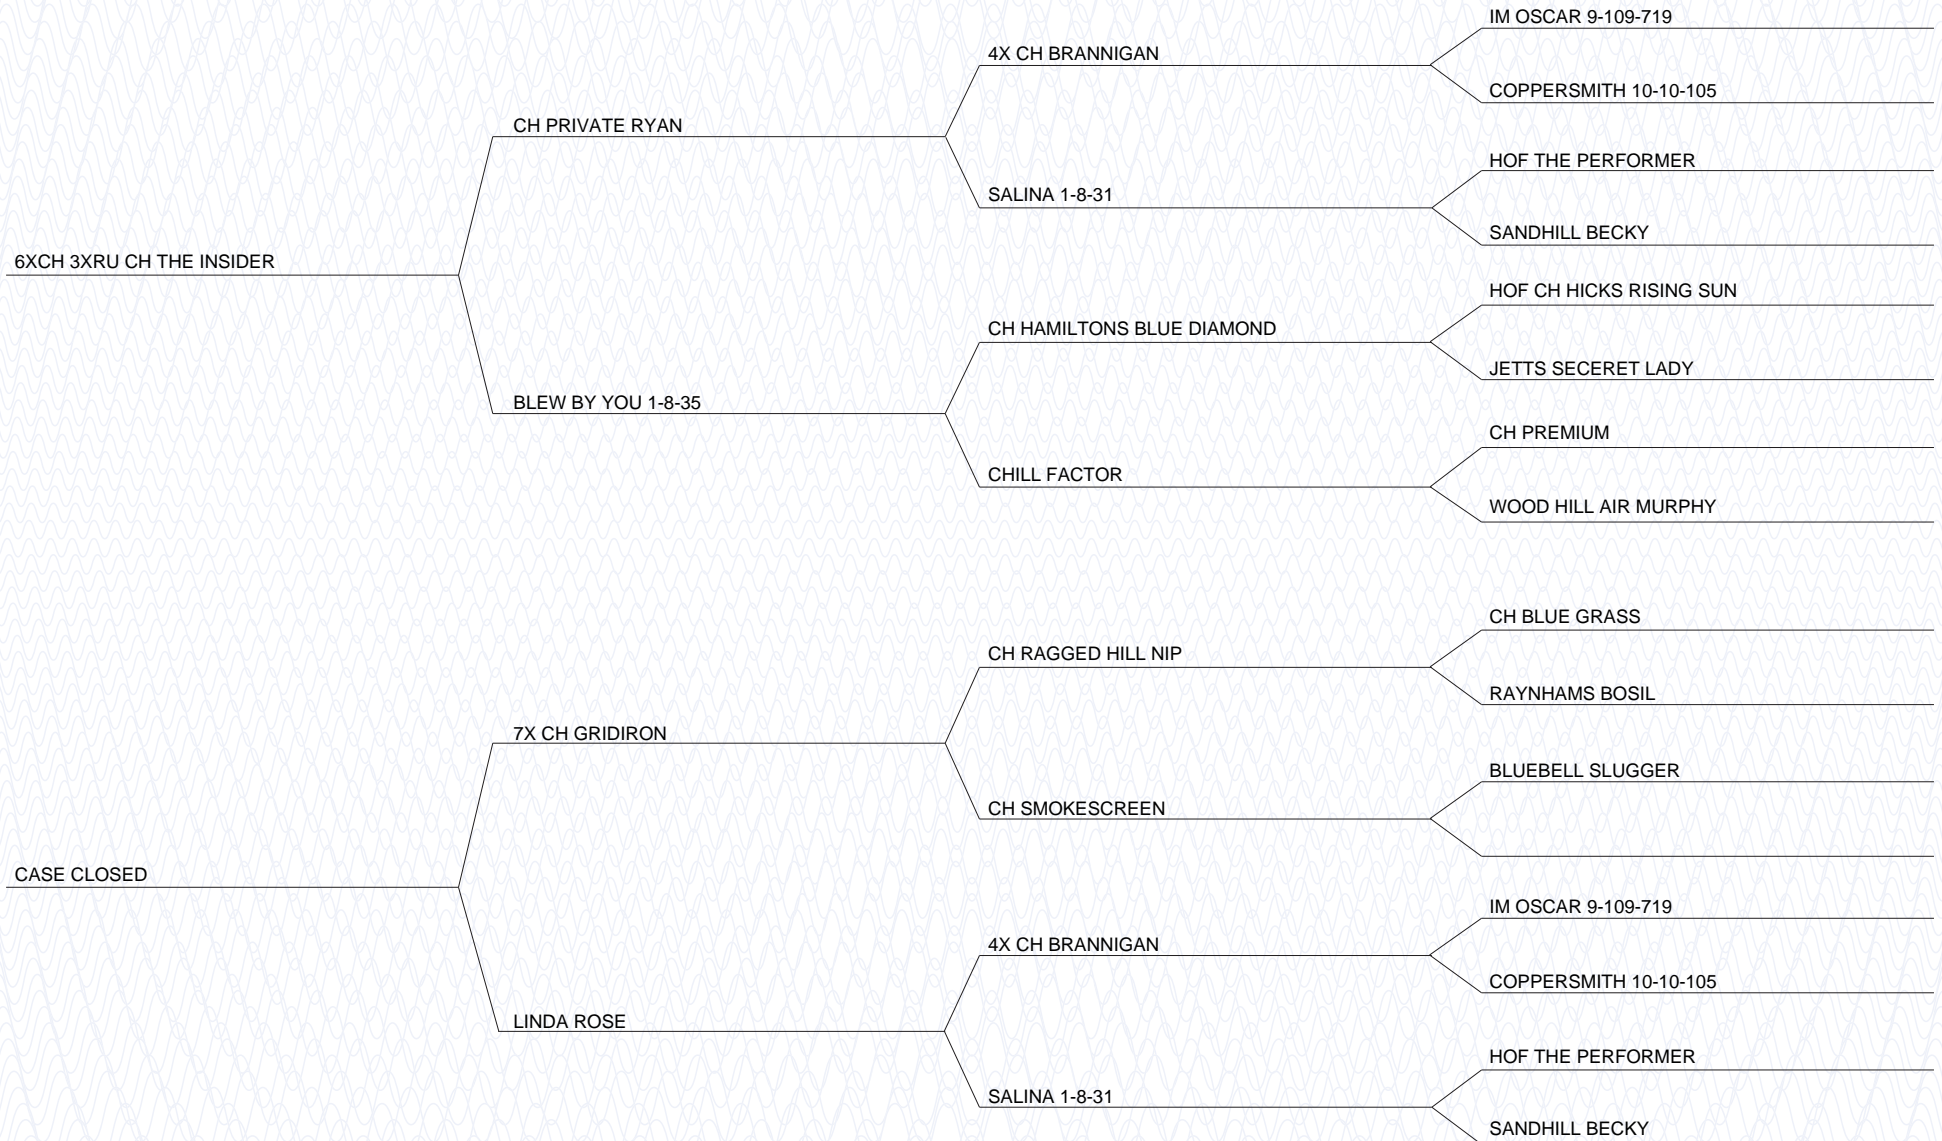 IM OSCAR 9-109-719
4X CH BRANNIGAN
COPPERSMITH 10-10-105
CH PRIVATE RYAN
HOF THE PERFORMER
SALINA 1-8-31
SANDHILL BECKY
6XCH 3XRU CH THE INSIDER
HOF CH HICKS RISING SUN
CH HAMILTONS BLUE DIAMOND
JETTS SECERET LADY
BLEW BY YOU 1-8-35
CH PREMIUM
CHILL FACTOR
WOOD HILL AIR MURPHY
CH BLUE GRASS
CH RAGGED HILL NIP
RAYNHAMS BOSIL
7X CH GRIDIRON
BLUEBELL SLUGGER
CH SMOKESCREEN
CASE CLOSED
IM OSCAR 9-109-719
4X CH BRANNIGAN
COPPERSMITH 10-10-105
LINDA ROSE
HOF THE PERFORMER
SALINA 1-8-31
SANDHILL BECKY